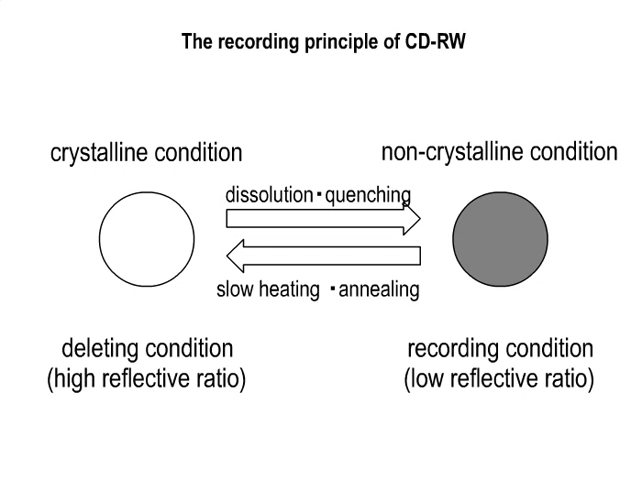 The recording principle of CD-RW
crystalline condition
non-crystalline condition
dissolution・quenching
slow heating ・annealing
deleting condition
(high reflective ratio)
recording condition
(low reflective ratio)